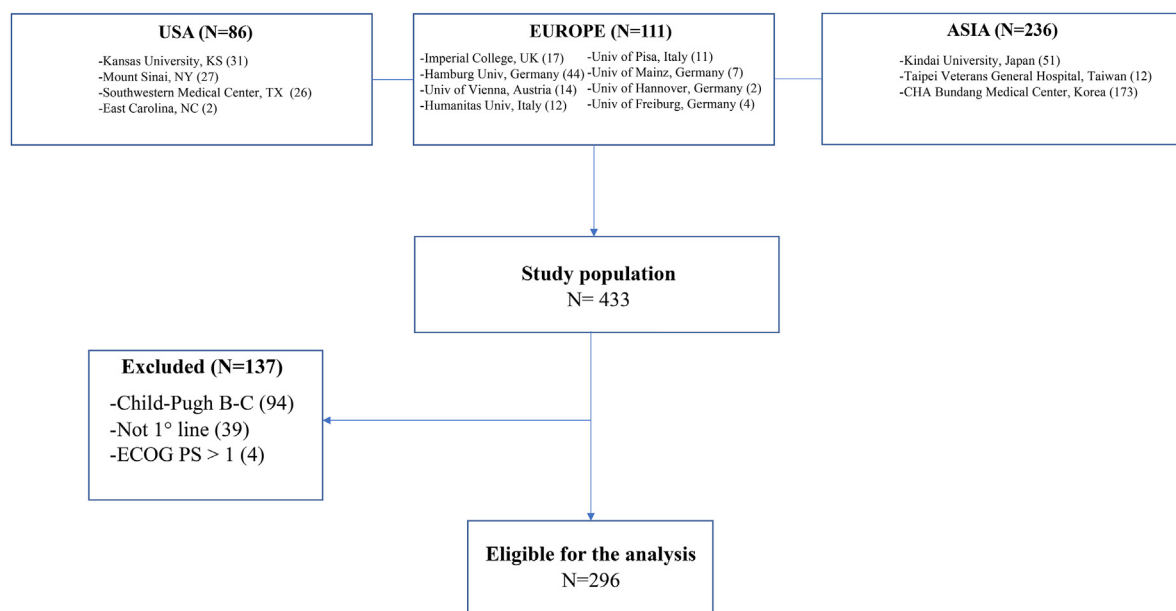 USA (N=86)
-Kansas University, KS (31)
-Mount Sinai, NY (27)
-Southwestern Medical Center, TX (26)
-East Carolina, NC (2)
EUROPE (N=111)
-Imperial College, UK (17)
-Hamburg Univ, Germany (44)
-Univ of Vienna, Austria (14)
-Humanitas Univ, Italy (12)
-Univ of Pisa, Italy (11)
-Univ of Mainz, Germany (7)
-Univ of Hannover, Germany (2)
-Univ of Freiburg, Germany (4)
ASIA (N=236)
-Kindai University, Japan (51)
-Taipei Veterans General Hospital, Taiwan (12)
-CHA Bundang Medical Center, Korea (173)
Study population
N= 433
Excluded (N=137)
-Child-Pugh B-C (94)
-Not 1° line (39)
-ECOG PS > 1 (4)
Eligible for the analysis
N=296